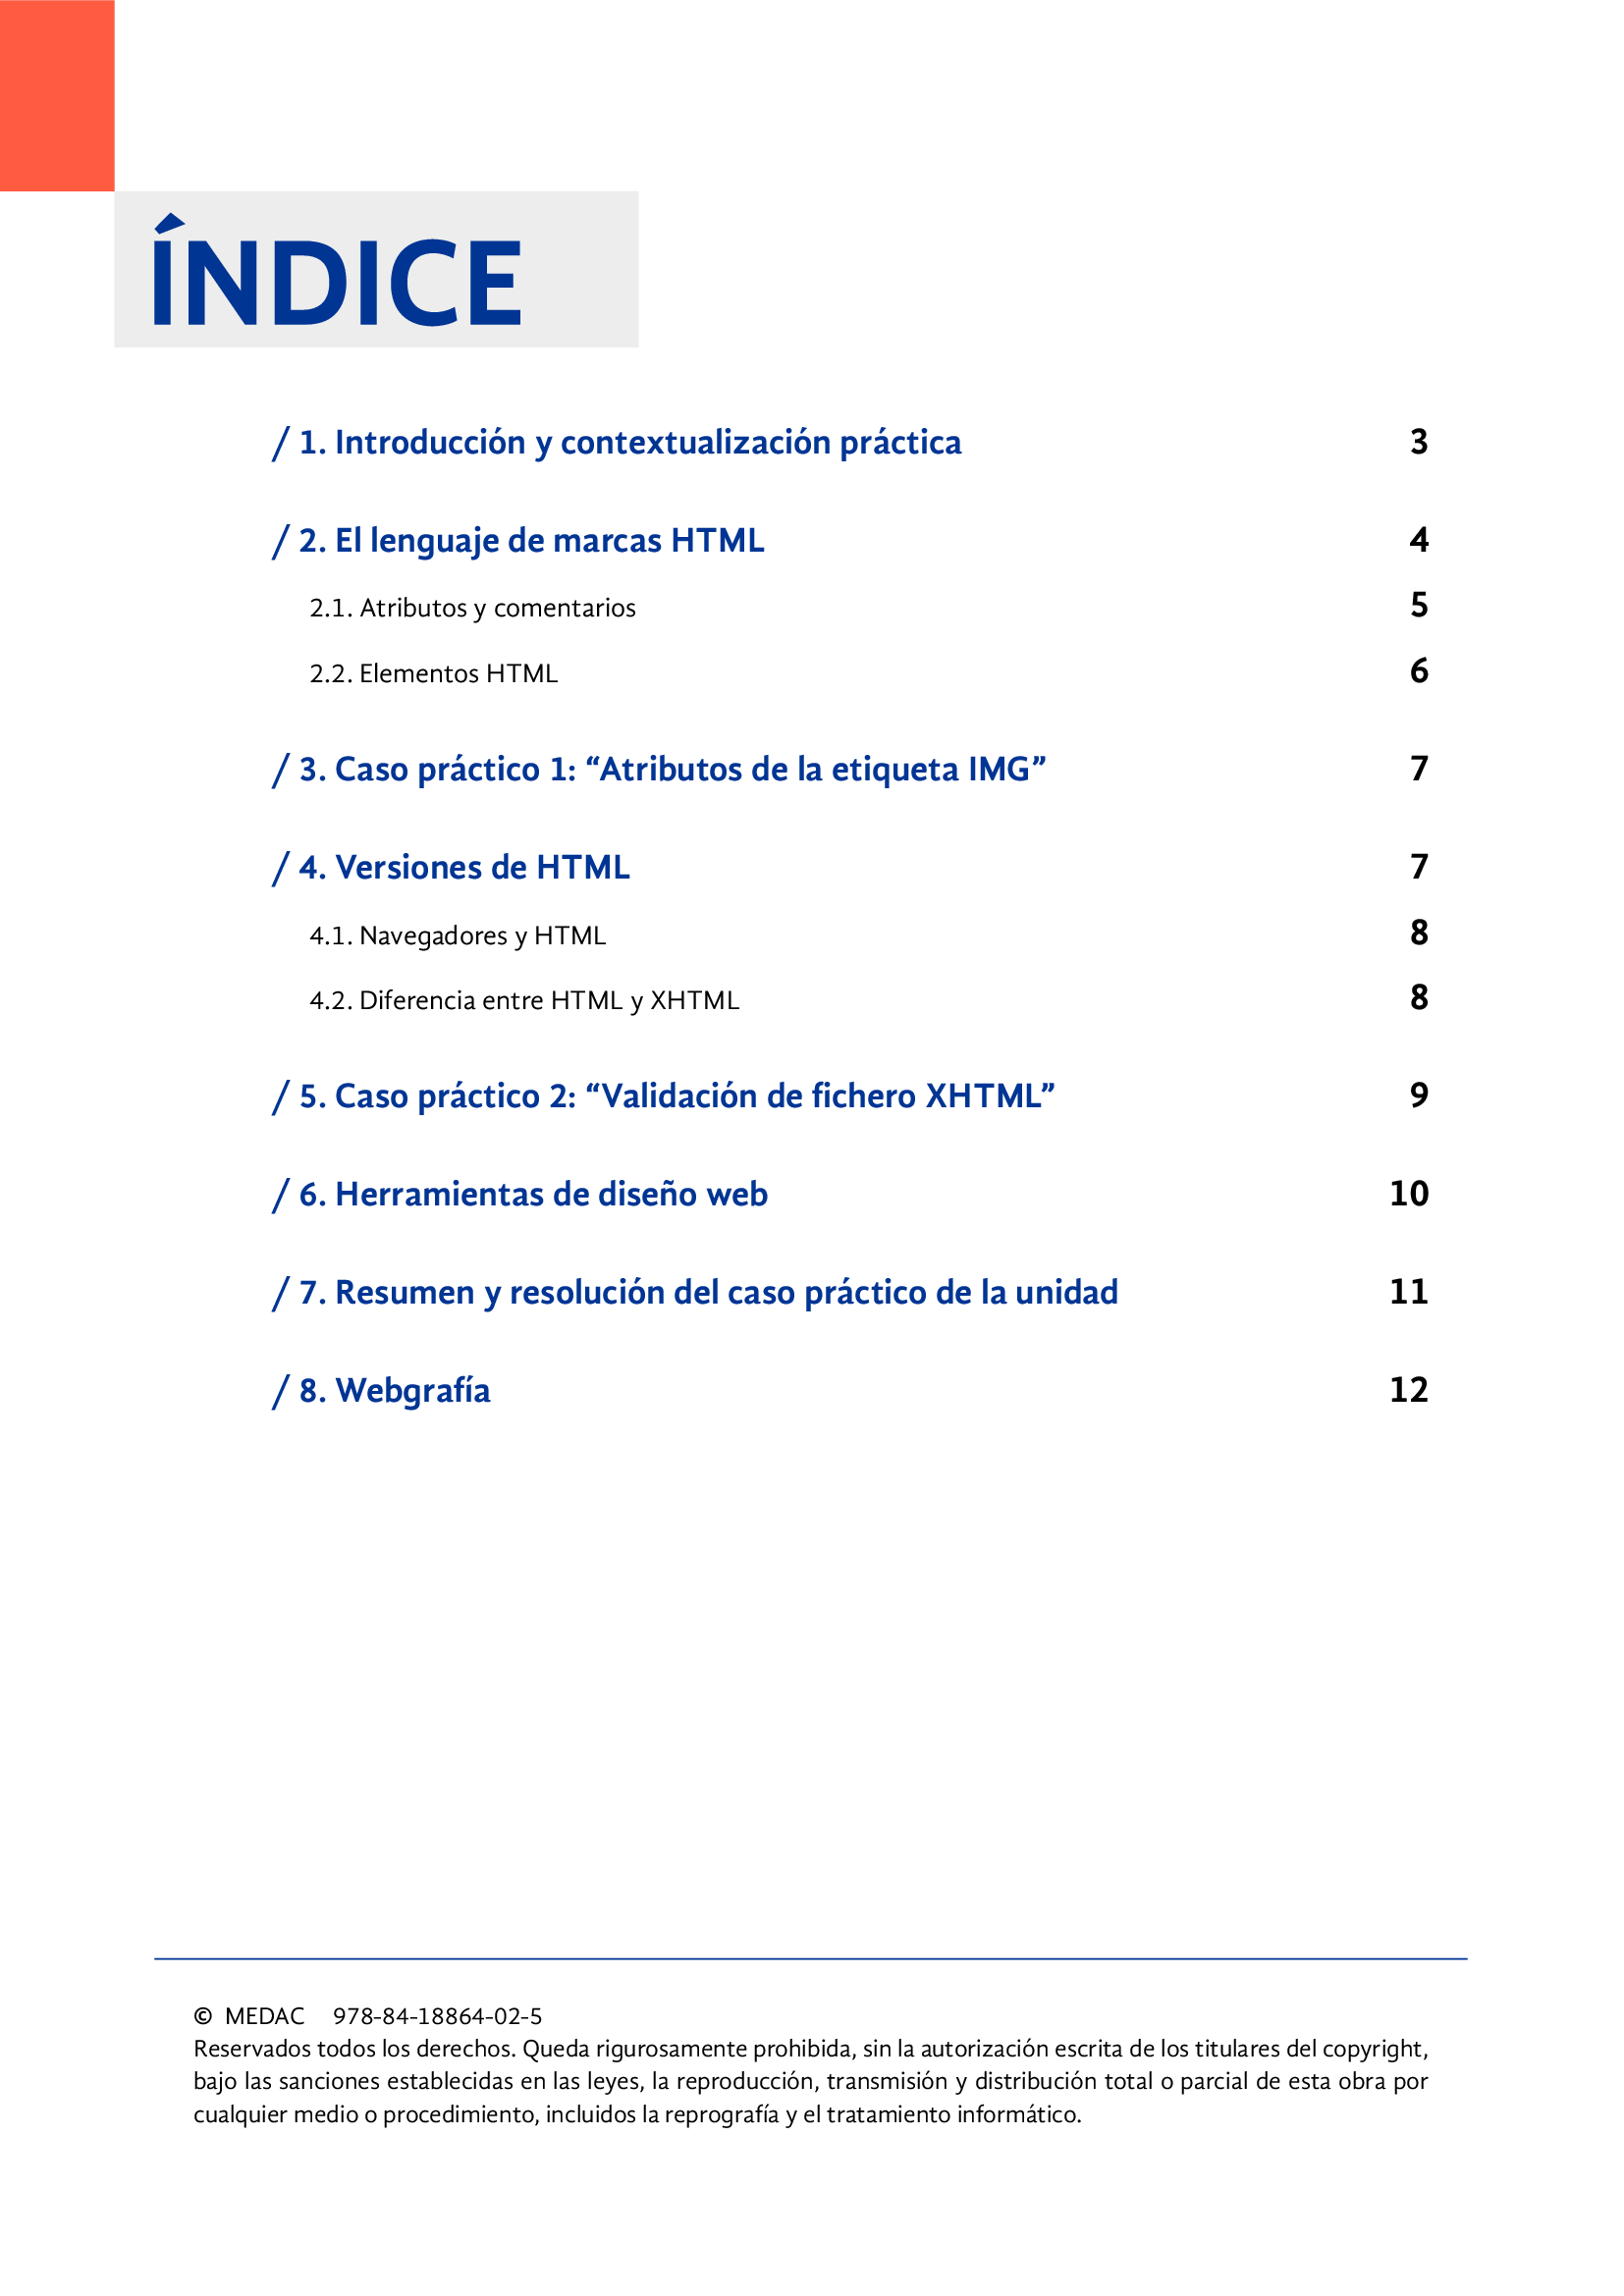 ÍNDICE
/ 1. Introducción y contextualización práctica 3
/ 2. El lenguaje de marcas HTML 4
2.1. Atributos y comentarios 5
2.2. Elementos HTML 6
/ 3. Caso práctico 1: “Atributos de la etiqueta IMG” 7
/ 4. Versiones de HTML 7
4.1. Navegadores y HTML 8
4.2. Diferencia entre HTML y XHTML 8
/ 5. Caso práctico 2: “Validación de fichero XHTML” 9
/ 6. Herramientas de diseño web 10
/ 7. Resumen y resolución del caso práctico de la unidad 11
/ 8. Webgrafía 12
© MEDAC 978-84-18864-02-5
Reservados todos los derechos. Queda rigurosamente prohibida, sin la autorización escrita de los titulares del copyright,
bajo las sanciones establecidas en las leyes, la reproducción, transmisión y distribución total o parcial de esta obra por
cualquier medio o procedimiento, incluidos la reprografía y el tratamiento informático.